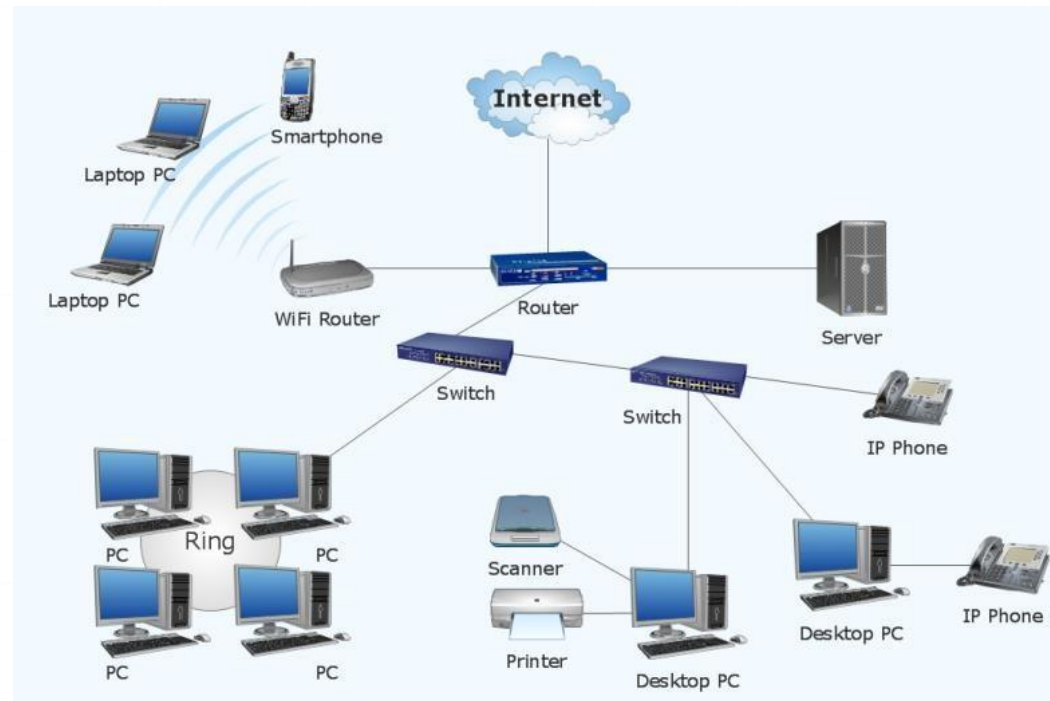 Internet
Smartphone
Laptop PC
Laptop PC
WiFi Router
Router
Server
Switch
Switch
IP Phone
Ring
PC
PC
PC
PC
Scanner
Printer
Desktop PC
Desktop PC
IP Phone